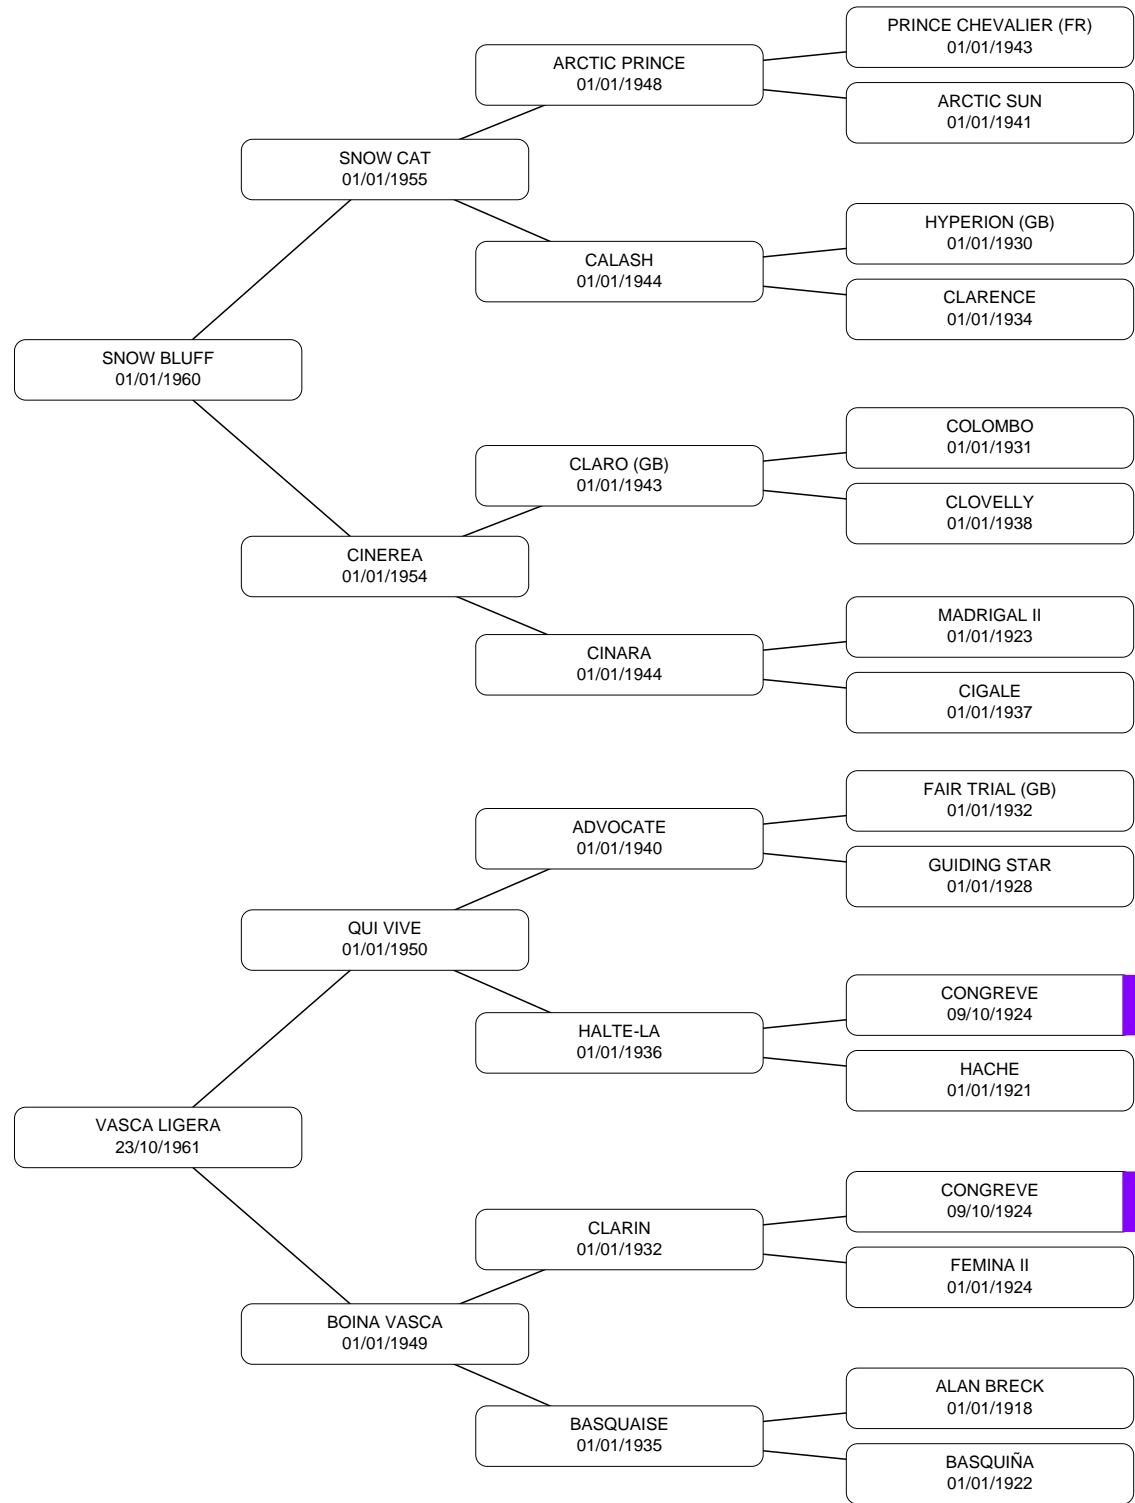 PRINCE CHEVALIER (FR)
01/01/1943
ARCTIC PRINCE
01/01/1948
ARCTIC SUN
01/01/1941
SNOW CAT
01/01/1955
HYPERION (GB)
01/01/1930
CALASH
01/01/1944
CLARENCE
01/01/1934
SNOW BLUFF
01/01/1960
COLOMBO
01/01/1931
CLARO (GB)
01/01/1943
CLOVELLY
01/01/1938
CINEREA
01/01/1954
MADRIGAL II
01/01/1923
CINARA
01/01/1944
CIGALE
01/01/1937
FAIR TRIAL (GB)
01/01/1932
ADVOCATE
01/01/1940
GUIDING STAR
01/01/1928
QUI VIVE
01/01/1950
CONGREVE
09/10/1924
HALTE-LA
01/01/1936
HACHE
01/01/1921
VASCA LIGERA
23/10/1961
CONGREVE
09/10/1924
CLARIN
01/01/1932
FEMINA II
01/01/1924
BOINA VASCA
01/01/1949
ALAN BRECK
01/01/1918
BASQUAISE
01/01/1935
BASQUIÑA
01/01/1922